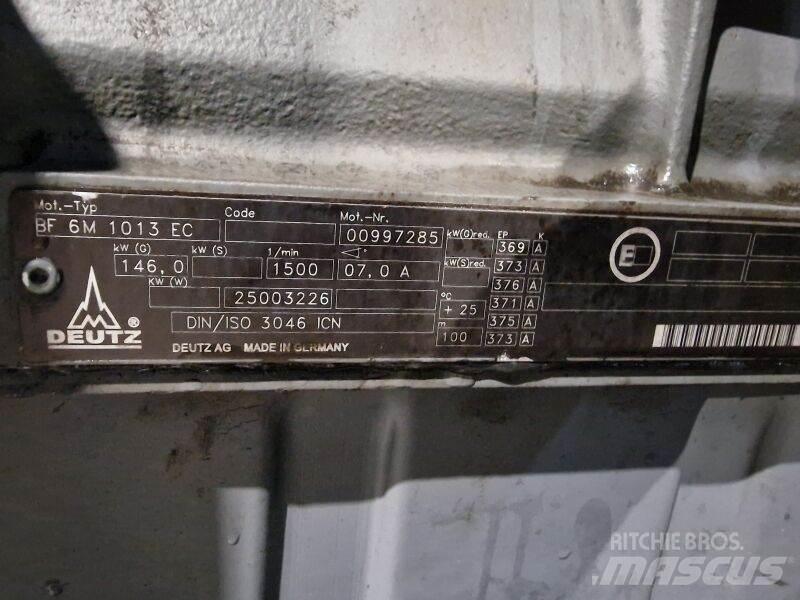 Mot.-Typ Code Mot.-Nr. kW(G)red. EP K
BF 6M 1013 EC 00997285 369 A
kW (G) kW (S) 1/min kW(S)red. 373 A
146,0 1500 07,0 A 376 A
kW (W) 25003226 °C + 25 371 A
DIN/ISO 3046 ICN m 375 A
100 373 A
DEUTZ ®
DEUTZ AG MADE IN GERMANY
E
RITCHIE BROS.
MASCUS